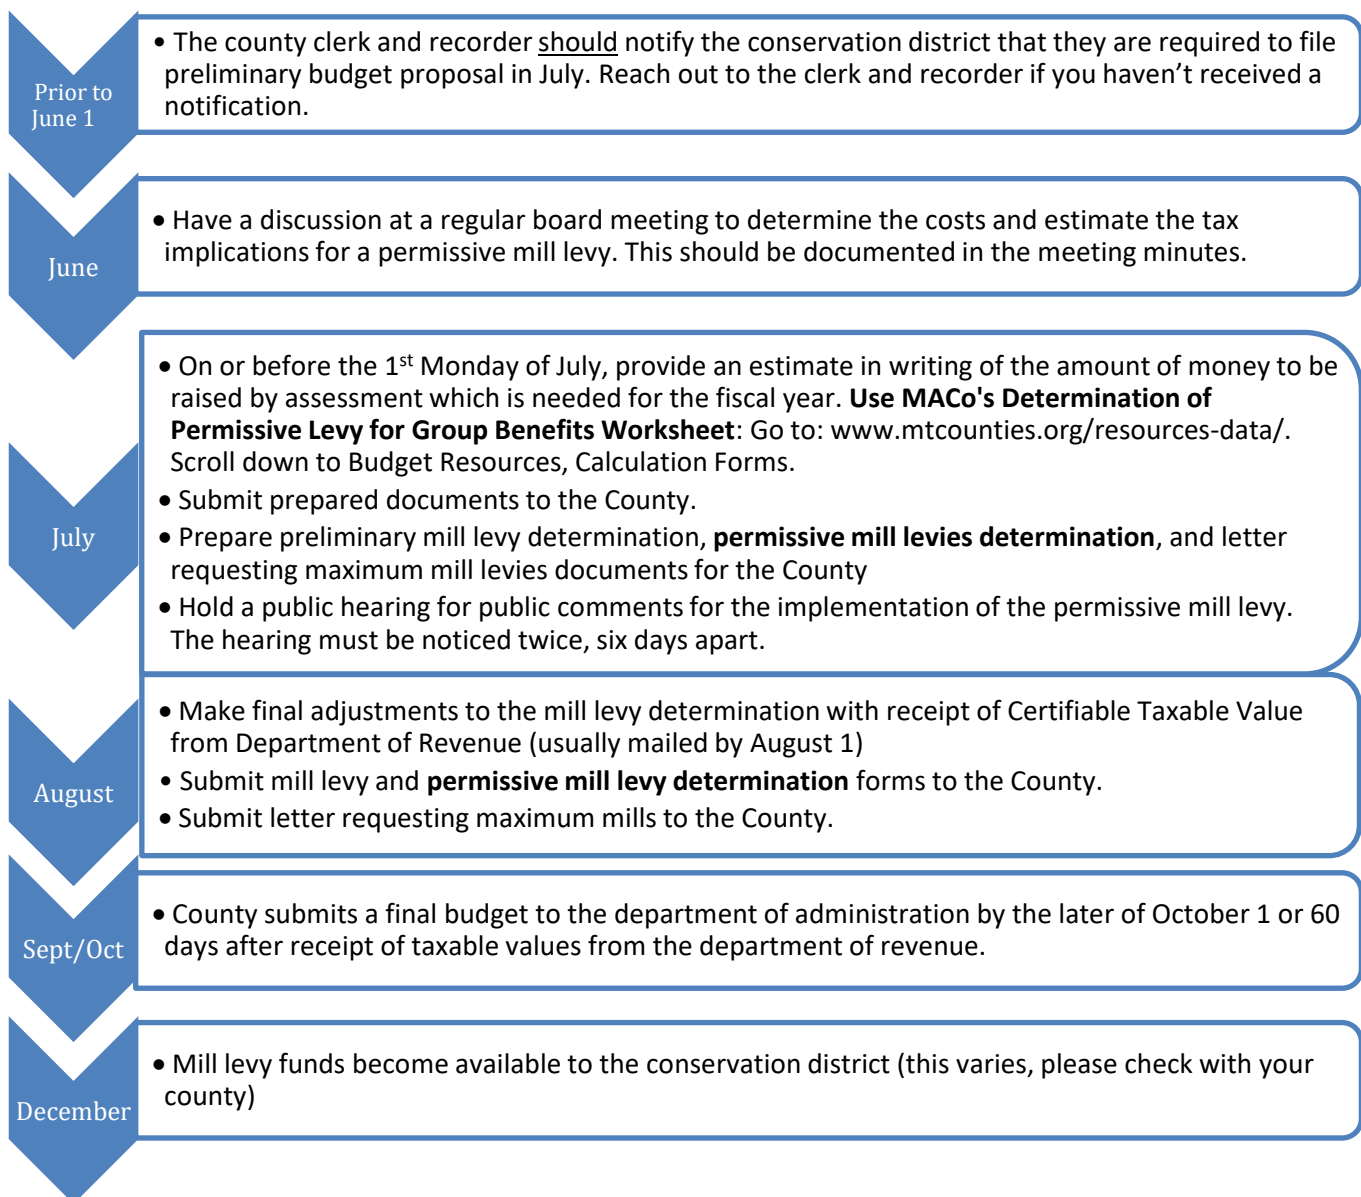 Prior to
June 1
• The county clerk and recorder should notify the conservation district that they are required to file
preliminary budget proposal in July. Reach out to the clerk and recorder if you haven’t received a
notification.
June
• Have a discussion at a regular board meeting to determine the costs and estimate the tax
implications for a permissive mill levy. This should be documented in the meeting minutes.
July
• On or before the 1st Monday of July, provide an estimate in writing of the amount of money to be
raised by assessment which is needed for the fiscal year. Use MACo's Determination of
Permissive Levy for Group Benefits Worksheet: Go to: www.mtcounties.org/resources-data/.
Scroll down to Budget Resources, Calculation Forms.
• Submit prepared documents to the County.
• Prepare preliminary mill levy determination, permissive mill levies determination, and letter
requesting maximum mill levies documents for the County
• Hold a public hearing for public comments for the implementation of the permissive mill levy.
The hearing must be noticed twice, six days apart.
August
• Make final adjustments to the mill levy determination with receipt of Certifiable Taxable Value
from Department of Revenue (usually mailed by August 1)
• Submit mill levy and permissive mill levy determination forms to the County.
• Submit letter requesting maximum mills to the County.
Sept/Oct
• County submits a final budget to the department of administration by the later of October 1 or 60
days after receipt of taxable values from the department of revenue.
December
• Mill levy funds become available to the conservation district (this varies, please check with your
county)